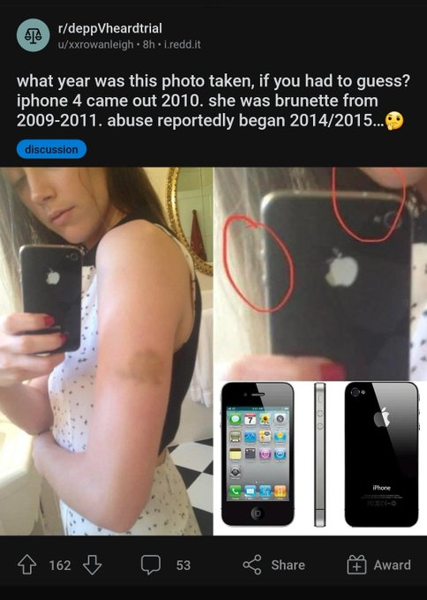 r/deppVheardtrial
u/xxrowanleigh • 8h • i.redd.it
what year was this photo taken, if you had to guess?
iphone 4 came out 2010. she was brunette from
2009-2011. abuse reportedly began 2014/2015...🤔
discussion
iPhone
162
53
Share
Award